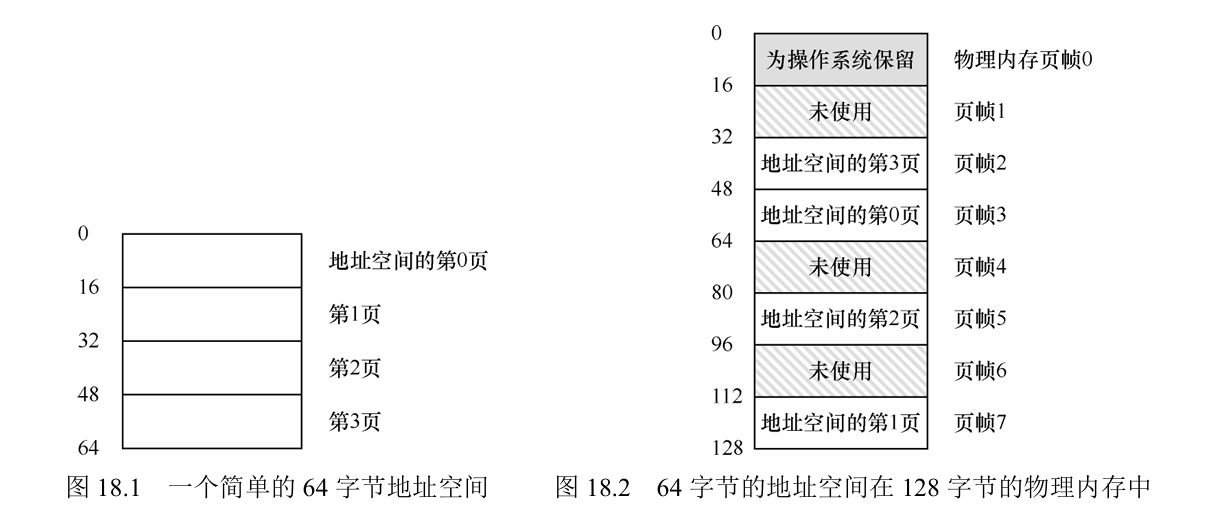 0
地址空间的第0页
16
第1页
32
第2页
48
第3页
64
图 18.1 一个简单的 64 字节地址空间
0
为操作系统保留 物理内存页帧0
16
未使用 页帧1
32
地址空间的第3页 页帧2
48
地址空间的第0页 页帧3
64
未使用 页帧4
80
地址空间的第2页 页帧5
96
未使用 页帧6
112
地址空间的第1页 页帧7
128
图 18.2 64 字节的地址空间在 128 字节的物理内存中